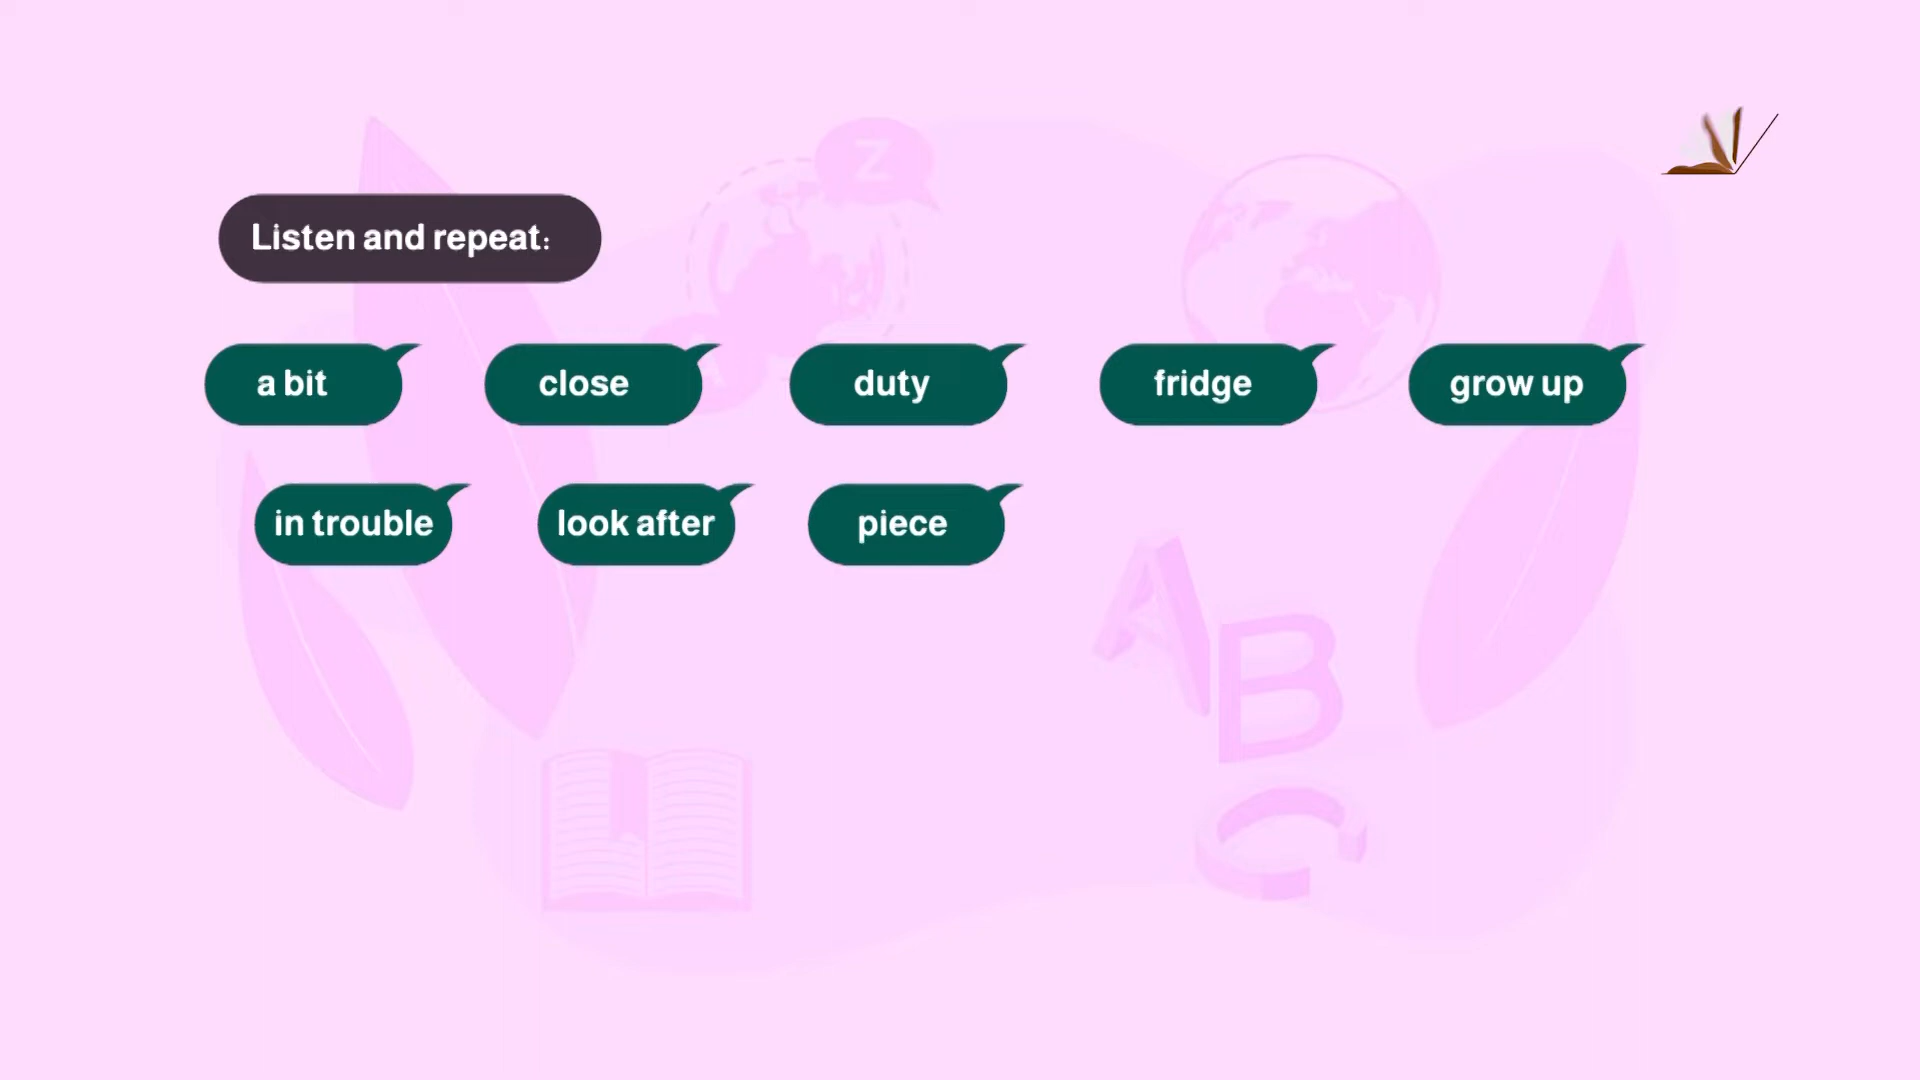 Z
Listen and repeat:
a bit close duty fridge grow up
in trouble look after piece
A
B
C